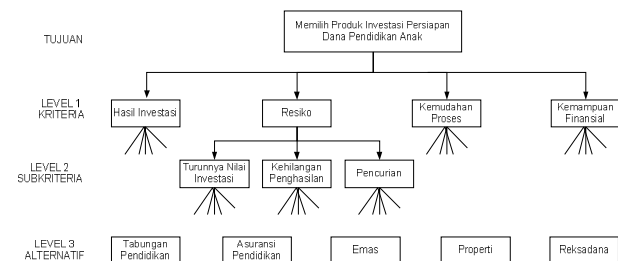 TUJUAN
Memilih Produk Investasi Persiapan
Dana Pendidikan Anak
LEVEL 1
KRITERIA
Hasil Investasi
Resiko
Kemudahan
Proses
Kemampuan
Finansial
LEVEL 2
SUBKRITERIA
Turunnya Nilai
Investasi
Kehilangan
Penghasilan
Pencurian
LEVEL 3
ALTERNATIF
Tabungan
Pendidikan
Asuransi
Pendidikan
Emas
Properti
Reksadana